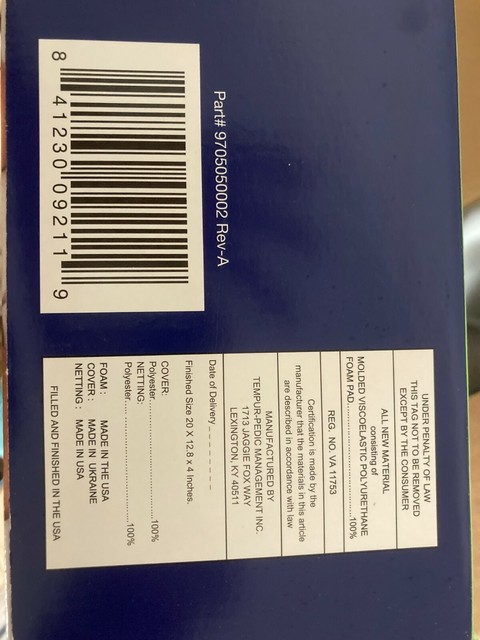 Part# 9705050002 Rev-A
8 41230 09211 9
UNDER PENALTY OF LAW
THIS TAG NOT TO BE REMOVED
EXCEPT BY THE CONSUMER
ALL NEW MATERIAL
consisting of
MOLDED VISCOELASTIC POLYURETHANE
FOAM PAD..............................100%
REG. NO. VA 11753
Certification is made by the
manufacturer that the materials in this article
are described in accordance with law
MANUFACTURED BY
TEMPUR-PEDIC MANAGEMENT INC.
1713 JAGGIE FOX WAY
LEXINGTON, KY 40511
Date of Delivery _ _ _ _ _ _ _
Finished Size 20 X 12.8 x 4 Inches.
COVER:
Polyester..............................100%
NETTING:
Polyester..............................100%
FOAM : MADE IN THE USA
COVER : MADE IN UKRAINE
NETTING : MADE IN USA
FILLED AND FINISHED IN THE USA